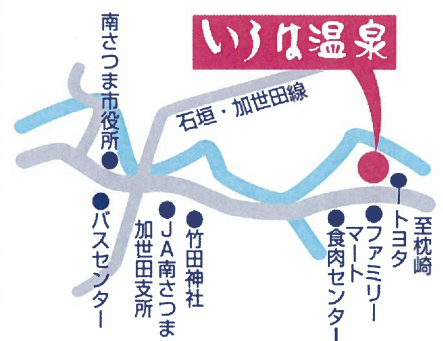 いろは温泉
南さつま市役所
石垣・加世田線
バスセンター
JA南さつま
加世田支所
竹田神社
食肉センター
ファミリー
マート
トヨタ
至枕崎